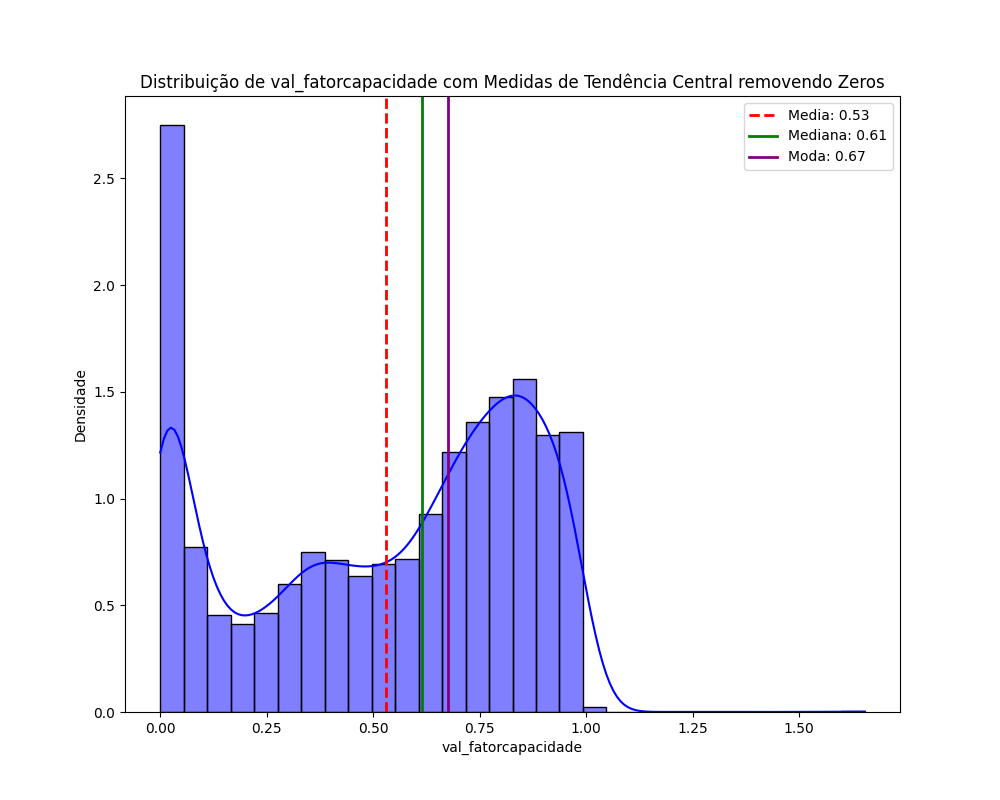 Distribuição de val_fatorcapacidade com Medidas de Tendência Central removendo Zeros
Media: 0.53
Mediana: 0.61
Moda: 0.67
Densidade
2.5
2.0
1.5
1.0
0.5
0.0
0.00 0.25 0.50 0.75 1.00 1.25 1.50
val_fatorcapacidade